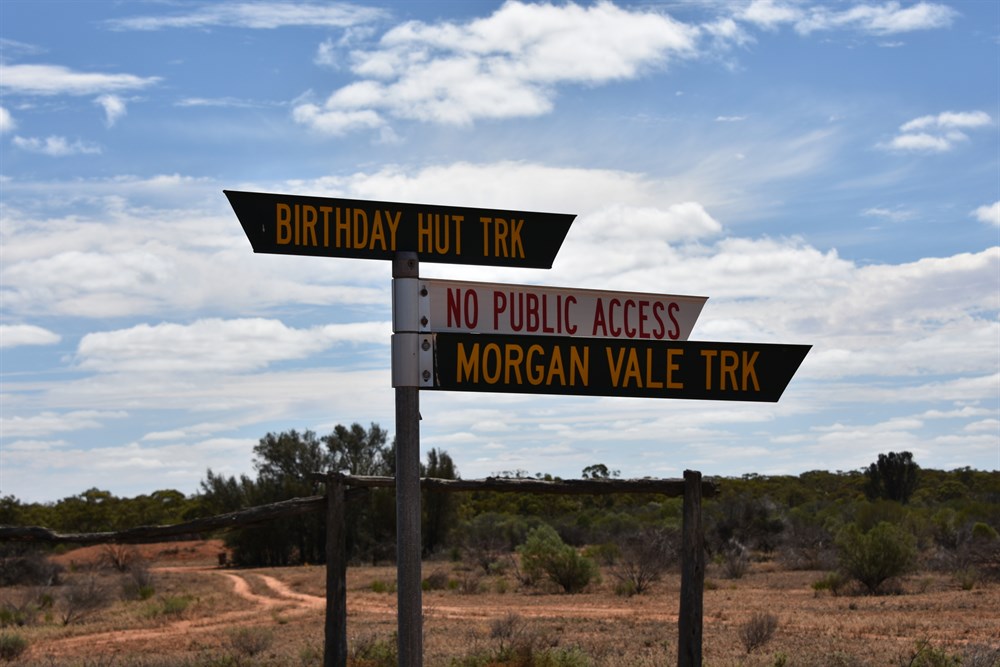 BIRTHDAY HUT TRK
NO PUBLIC ACCESS
MORGAN VALE TRK